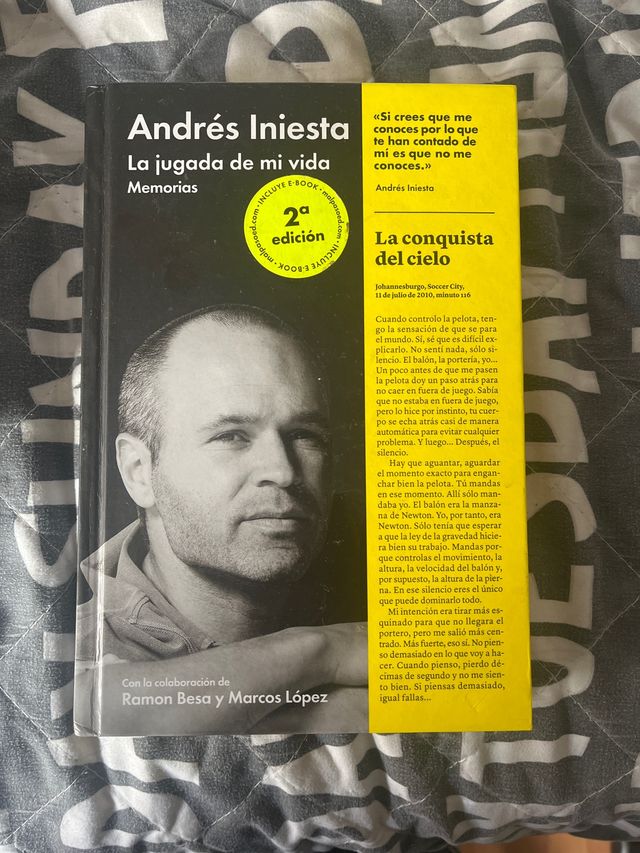 Andrés Iniesta
La jugada de mi vida
Memorias
INCLUYE E-BOOK · malpasoed.com · INCLUYE E-BOOK · malpasoed.com ·
2ª
edición
Con la colaboración de
Ramon Besa y Marcos López
«Si crees que me
conoces por lo que
te han contado de
mí es que no me
conoces.»
Andrés Iniesta
La conquista
del cielo
Johannesburgo, Soccer City,
11 de julio de 2010, minuto 116
Cuando controlo la pelota, ten-
go la sensación de que se para
el mundo. Sí, sé que es difícil ex-
plicarlo. No sentí nada, sólo si-
lencio. El balón, la portería, yo...
Un poco antes de que me pasen
la pelota doy un paso atrás para
no caer en fuera de juego. Sabía
que no estaba en fuera de juego,
pero lo hice por instinto, tu cuer-
po se echa atrás casi de manera
automática para evitar cualquier
problema. Y luego... Después, el
silencio.
Hay que aguantar, aguardar
el momento exacto para engan-
char bien la pelota. Tú mandas
en ese momento. Allí sólo man-
daba yo. El balón era la manza-
na de Newton. Yo, por tanto, era
Newton. Sólo tenía que esperar
a que la ley de la gravedad hicie-
ra bien su trabajo. Mandas por-
que controlas el movimiento, la
altura, la velocidad del balón y,
por supuesto, la altura de la pier-
na. En ese silencio eres el único
que puede dominarlo todo.
Mi intención era tirar más es-
quinado para que no llegara el
portero, pero me salió más cen-
trado. Más fuerte, eso sí. No pien-
so demasiado en lo que voy a ha-
cer. Cuando pienso, pierdo dé-
cimas de segundo y no me sien-
to bien. Si piensas demasiado,
igual fallas...
SUNDAY
TUESDAY